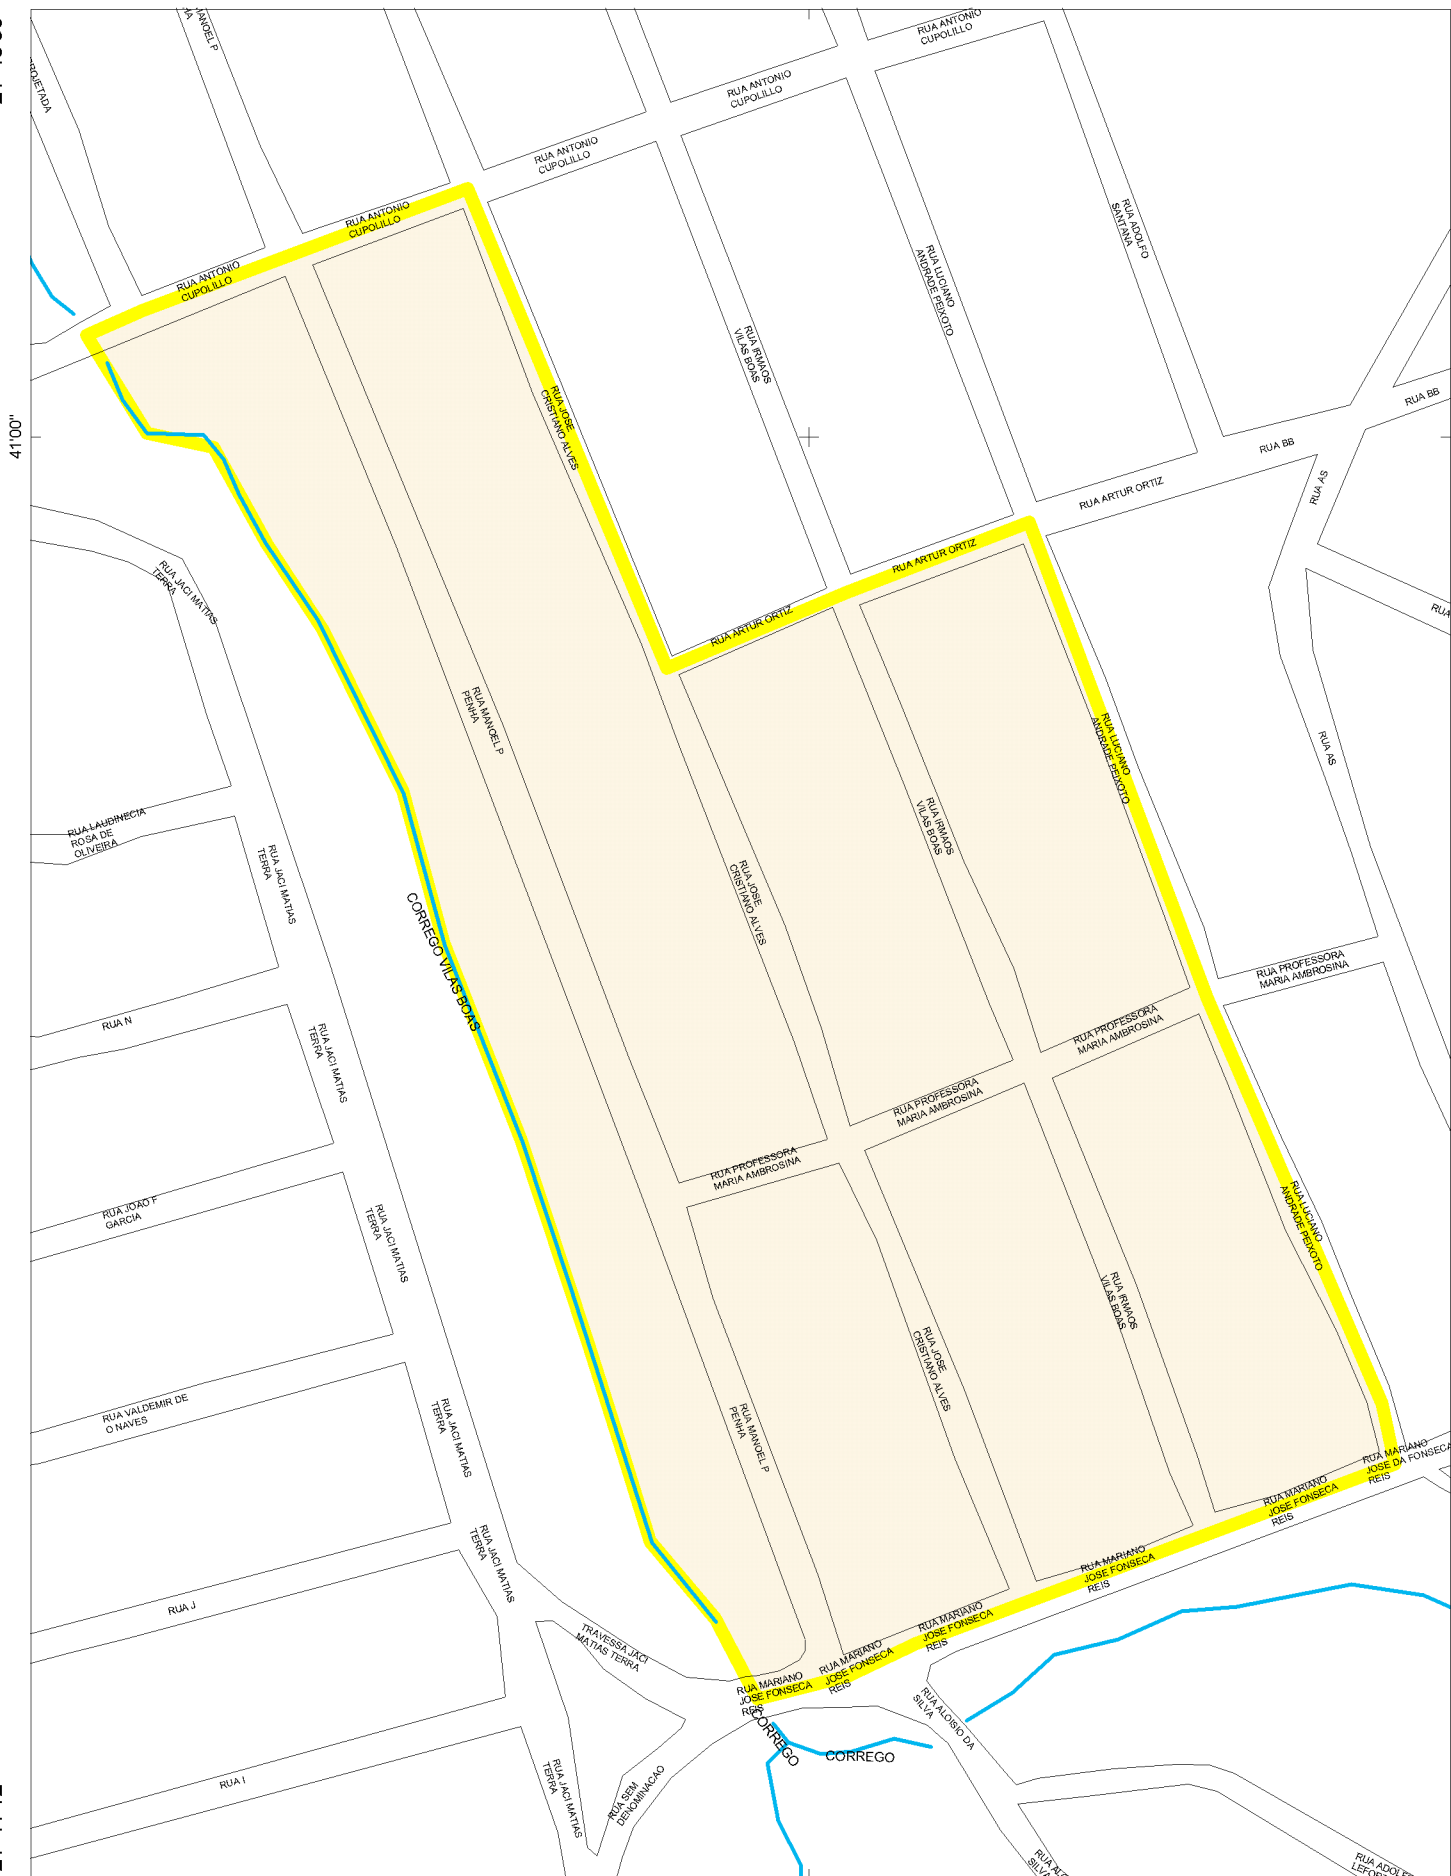 RUA ANTONIO
CUPOLILLO
MANOEL P
RUA ANTONIO
CUPOLILLO
RUA ANTONIO
CUPOLILLO
RUA ANTONIO
CUPOLILLO
RUA ANTONIO
CUPOLILLO
RUA ADOLFO
SANTANA
RUA LUCIANO
ANDRADE PEIXOTO
RUA IRMAOS
VILAS BOAS
RUA JOSE
CRISTIANO ALVES
RUA BB
RUA BB
41'00"
RUA AS
RUA ARTUR ORTIZ
RUA ARTUR ORTIZ
RUA ARTUR ORTIZ
RUA
RUA JACI MATIAS
TERRA
RUA MANOEL P
PENHA
RUA LUCIANO
ANDRADE PEIXOTO
RUA AS
RUA IRMAOS
VILAS BOAS
RUA LAUDINECIA
ROSA DE
OLIVEIRA
RUA JACI MATIAS
TERRA
RUA JOSE
CRISTIANO ALVES
CORREGO VILAS BOAS
RUA PROFESSORA
MARIA AMBROSINA
RUA N
RUA JACI MATIAS
TERRA
RUA PROFESSORA
MARIA AMBROSINA
RUA PROFESSORA
MARIA AMBROSINA
RUA PROFESSORA
MARIA AMBROSINA
RUA JOAO F
GARCIA
RUA JACI MATIAS
TERRA
RUA LUCIANO
ANDRADE PEIXOTO
RUA IRMAOS
VILAS BOAS
RUA JOSE
CRISTIANO ALVES
RUA VALDEMIR DE
O NAVES
RUA JACI MATIAS
TERRA
RUA MANOEL P
PENHA
RUA MARIANO
JOSE DA FONSECA
REIS
RUA MARIANO
JOSE FONSECA
REIS
RUA MARIANO
JOSE FONSECA
REIS
RUA JACI MATIAS
TERRA
RUA J
TRAVESSA JACI
MATIAS TERRA
RUA MARIANO
JOSE FONSECA
REIS
RUA MARIANO
JOSE FONSECA
REIS
RUA MARIANO
JOSE FONSECA
REIS
RUA ALOISIO DA
SILVA
CORREGO
CORREGO
RUA I
RUA JACI MATIAS
TERRA
RUA SEM
DENOMINACAO